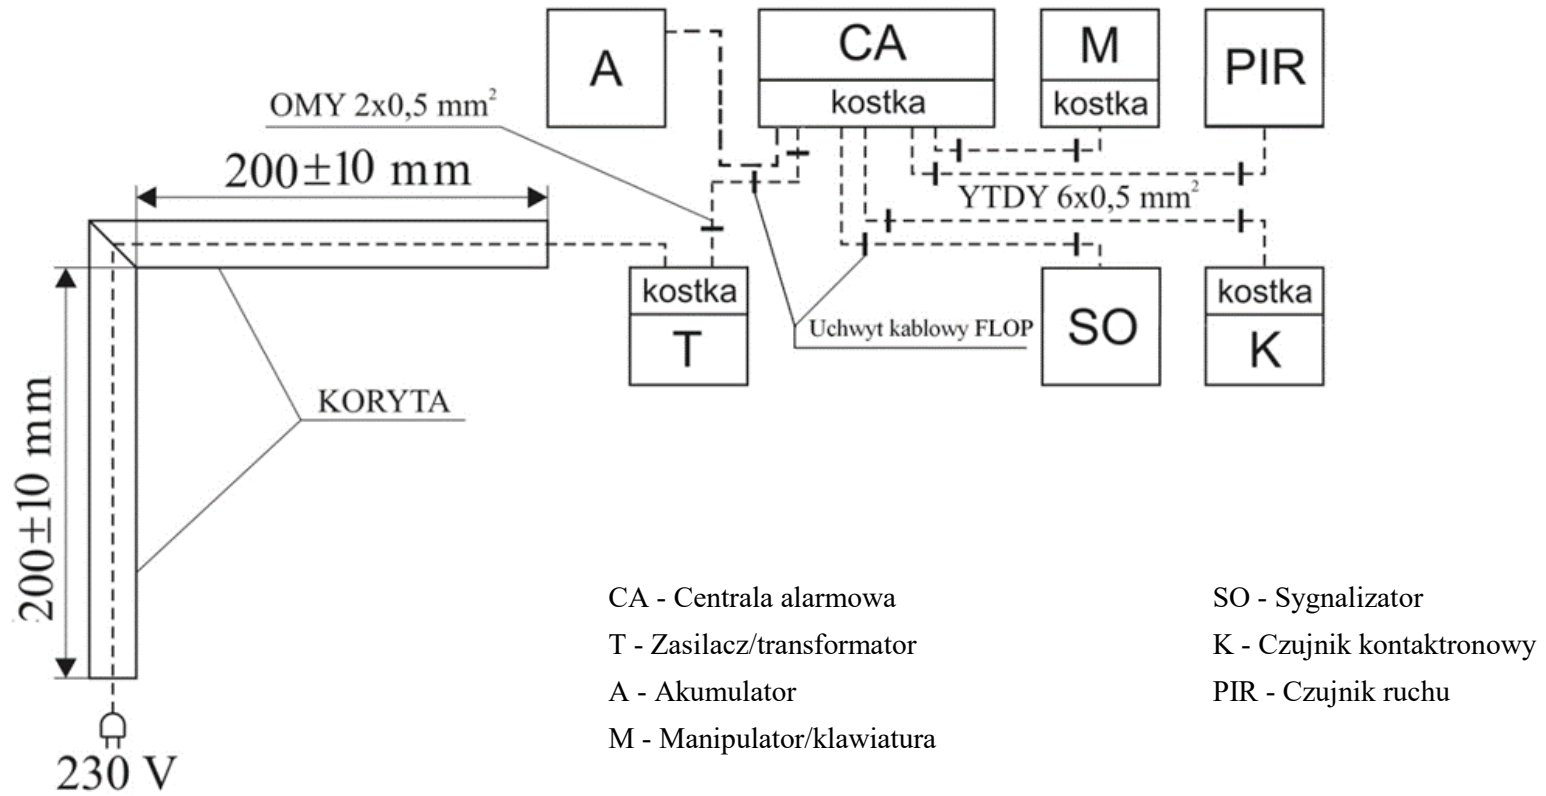 A
CA
kostka
M
kostka
PIR
OMY 2x0,5 mm²
200±10 mm
YTDY 6x0,5 mm²
kostka
T
Uchwyt kablowy FLOP
SO
kostka
K
KORYTA
200±10 mm
230 V
CA - Centrala alarmowa
T - Zasilacz/transformator
A - Akumulator
M - Manipulator/klawiatura
SO - Sygnalizator
K - Czujnik kontaktronowy
PIR - Czujnik ruchu